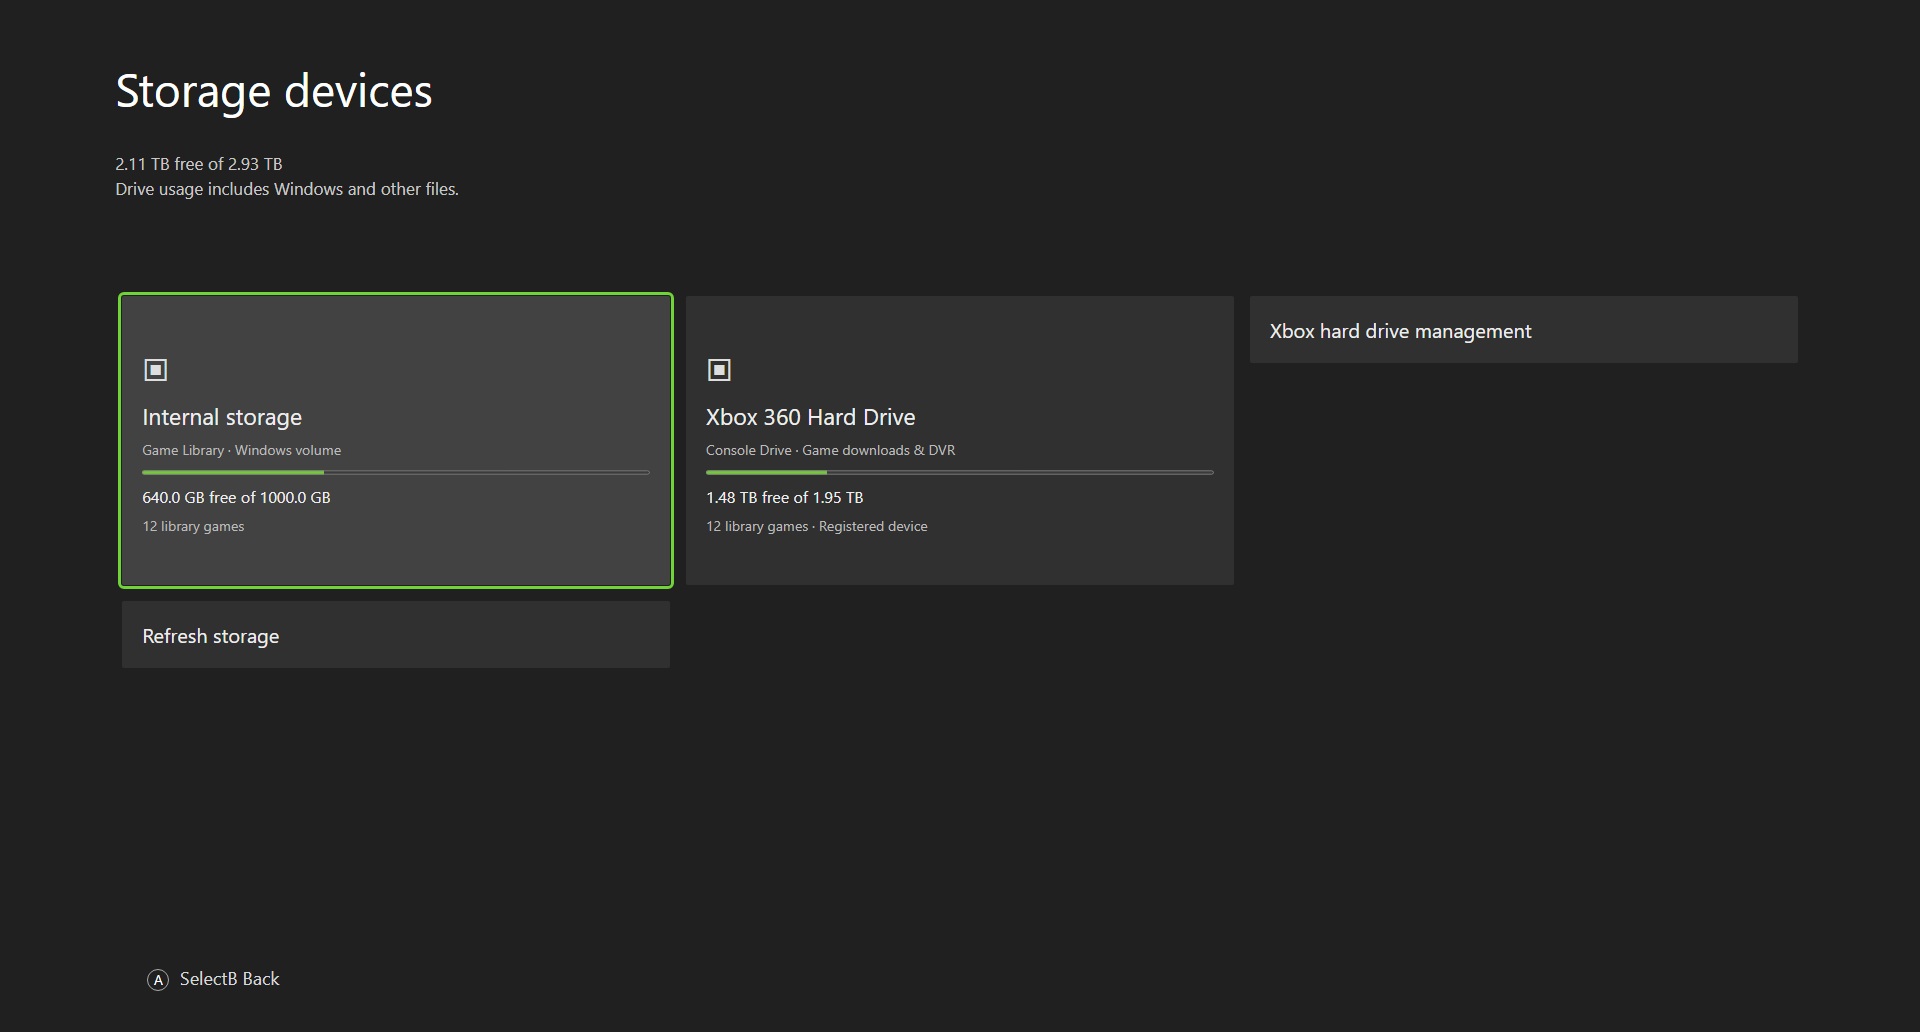 Storage devices
2.11 TB free of 2.93 TB
Drive usage includes Windows and other files.
Internal storage
Game Library · Windows volume
640.0 GB free of 1000.0 GB
12 library games
Xbox 360 Hard Drive
Console Drive · Game downloads & DVR
1.48 TB free of 1.95 TB
12 library games · Registered device
Xbox hard drive management
Refresh storage
A SelectB Back